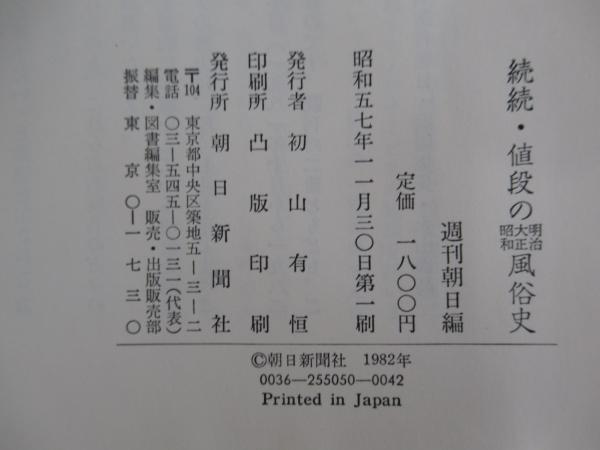 続続・値段の明治大正昭和風俗史
週刊朝日編
定価 一八〇〇円
昭和五七年一一月三〇日第一刷
発行者 初山有恒
印刷所 凸版印刷
発行所 朝日新聞社
〒104 東京都中央区築地五―三―二
電話 〇三―五四五―〇一三一(代表)
編集・図書編集室 販売・出版販売部
振替 東京 〇―一七三〇
©朝日新聞社 1982年
0036―255050―0042
Printed in Japan